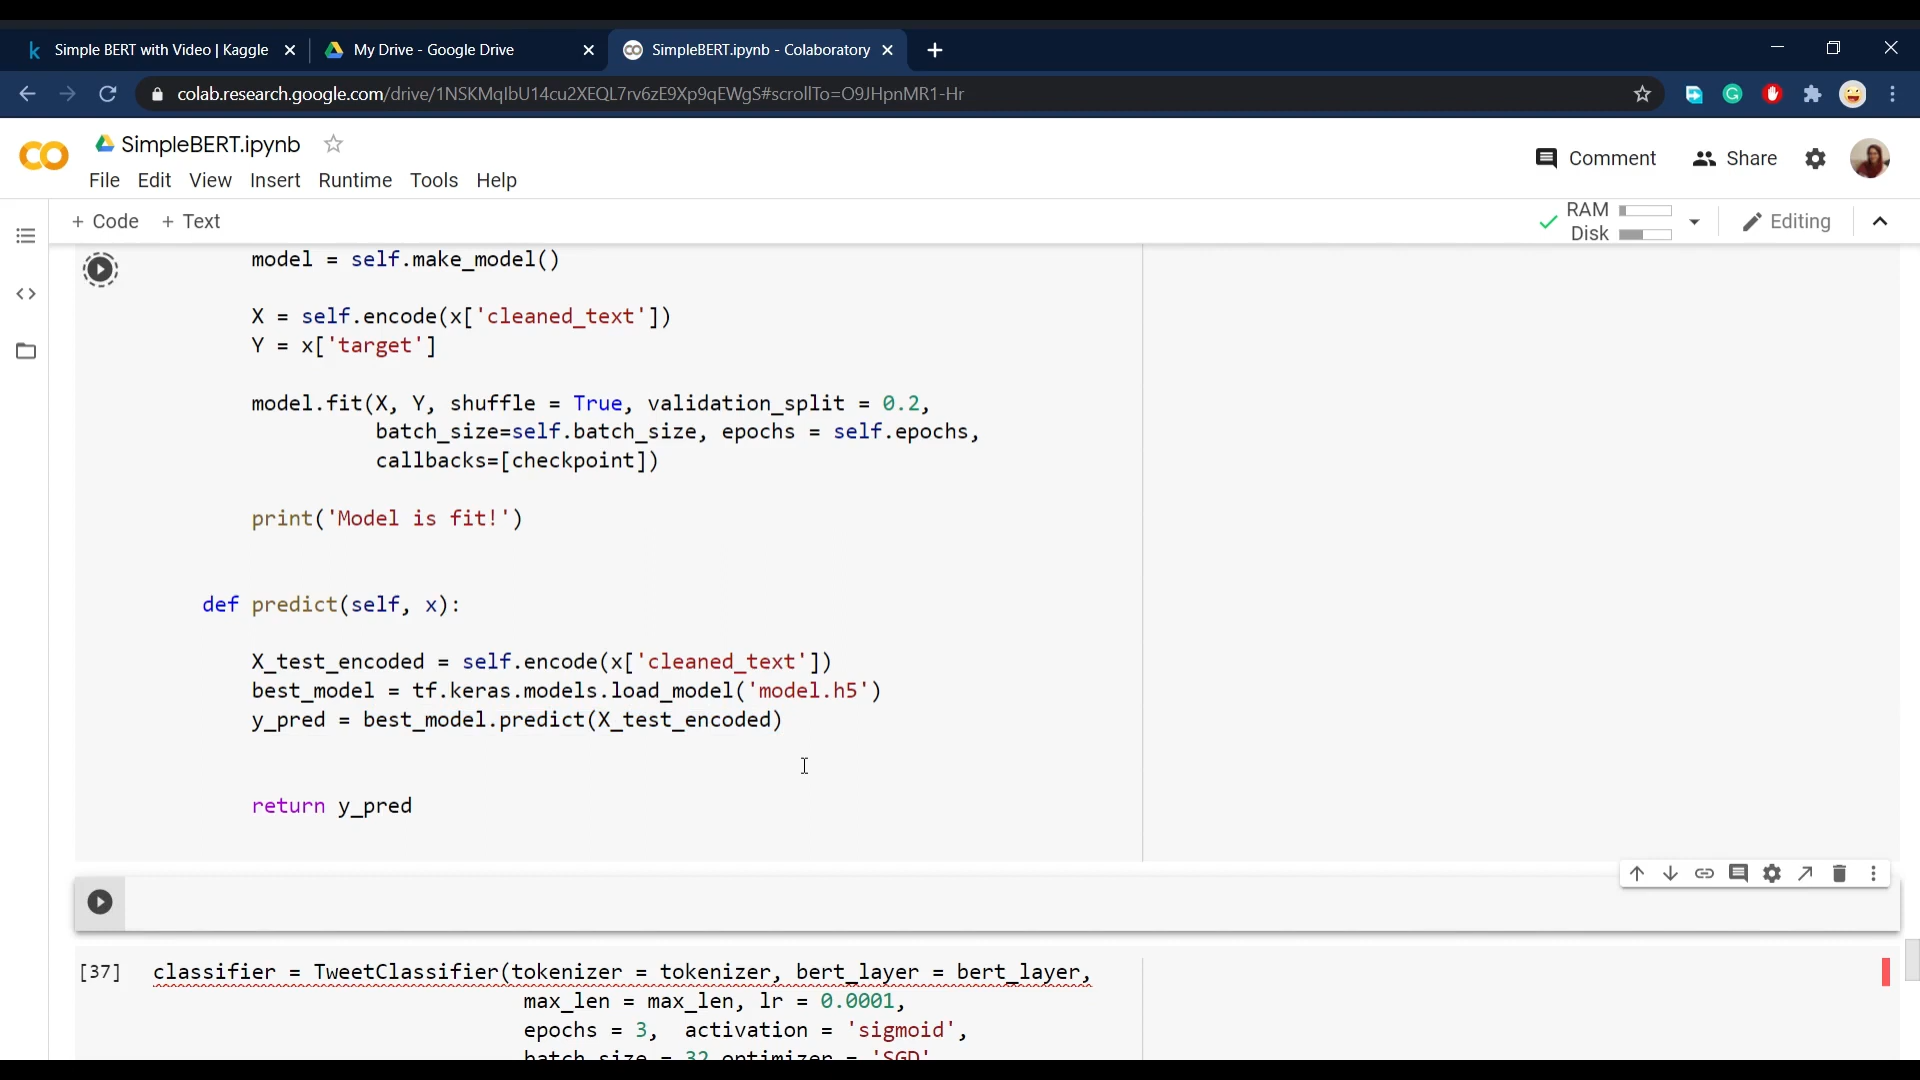 Simple BERT with Video | Kaggle
My Drive - Google Drive
SimpleBERT.ipynb - Colaboratory
colab.research.google.com/drive/1NSKMqlbU14cu2XEQL7rv6zE9Xp9qEWgS#scrollTo=O9JHpnMR1-Hr
SimpleBERT.ipynb
Comment
Share
File Edit View Insert Runtime Tools Help
+ Code + Text
RAM
Disk
Editing
model = self.make_model()
X = self.encode(x['cleaned_text'])
Y = x['target']
model.fit(X, Y, shuffle = True, validation_split = 0.2,
batch_size=self.batch_size, epochs = self.epochs,
callbacks=[checkpoint])
print('Model is fit!')
def predict(self, x):
X_test_encoded = self.encode(x['cleaned_text'])
best_model = tf.keras.models.load_model('model.h5')
y_pred = best_model.predict(X_test_encoded)
return y_pred
[37] classifier = TweetClassifier(tokenizer = tokenizer, bert_layer = bert_layer,
max_len = max_len, lr = 0.0001,
epochs = 3, activation = 'sigmoid',
batch_size = 32,optimizer = 'SGD',